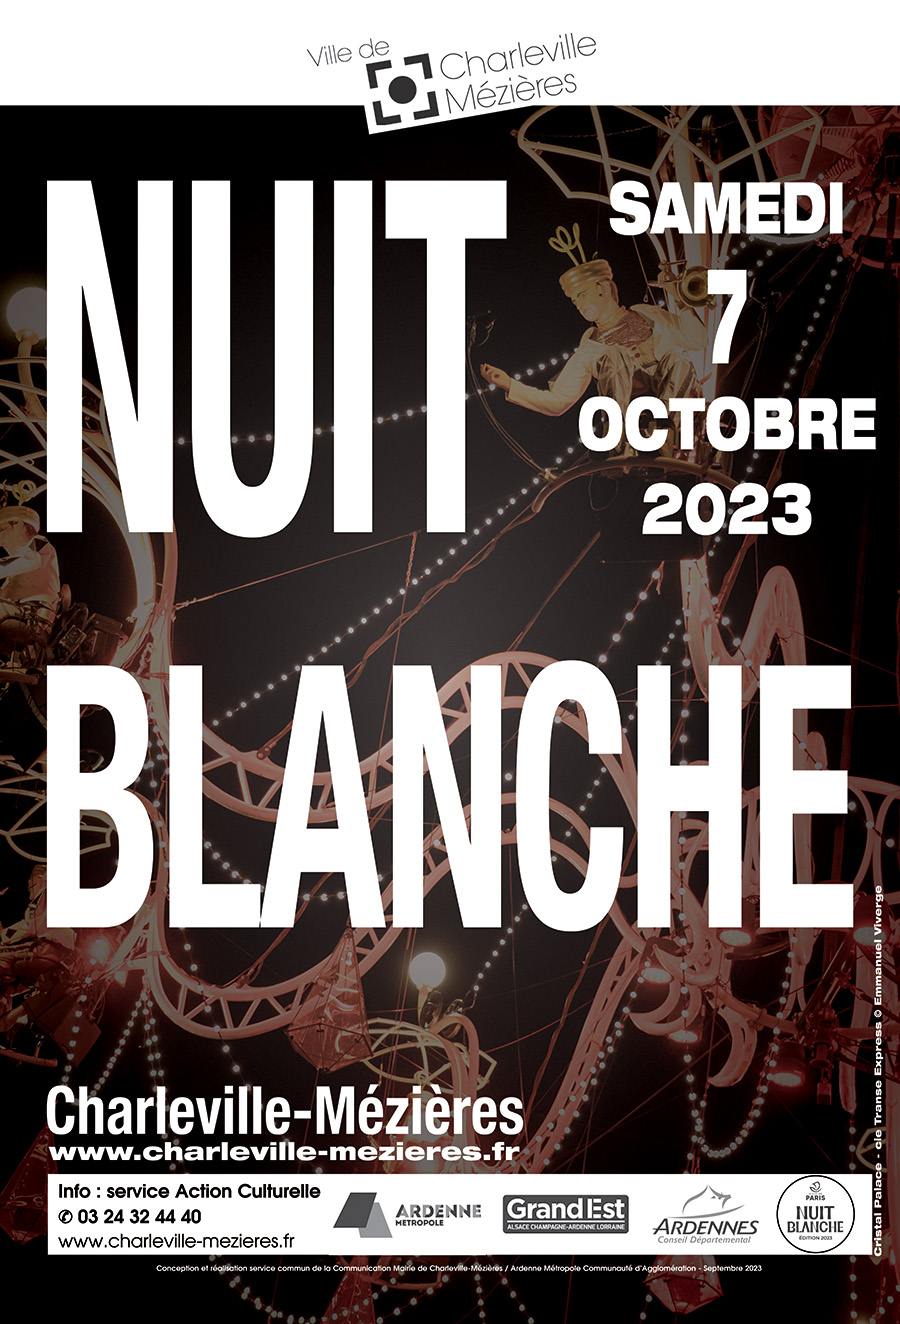 Ville de
Charleville
Mézières
NUIT
SAMEDI
7
OCTOBRE
2023
BLANCHE
Charleville-Mézières
www.charleville-mezieres.fr
Info : service Action Culturelle
✆ 03 24 32 44 40
www.charleville-mezieres.fr
ARDENNE
METROPOLE
GrandEst
ALSACE CHAMPAGNE-ARDENNE LORRAINE
ARDENNES
Conseil Départemental
PARIS
NUIT
BLANCHE
ÉDITION 2023
Cristal Palace - cie Transe Express © Emmanuel Viverge
Conception et réalisation service commun de la Communication Mairie de Charleville-Mézières / Ardenne Métropole Communauté d'Agglomération - Septembre 2023